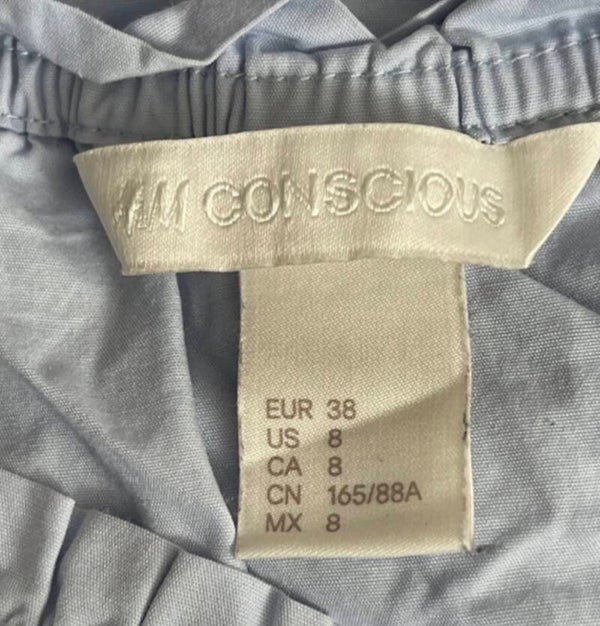 H&M CONSCIOUS
EUR 38
US 8
CA 8
CN 165/88A
MX 8